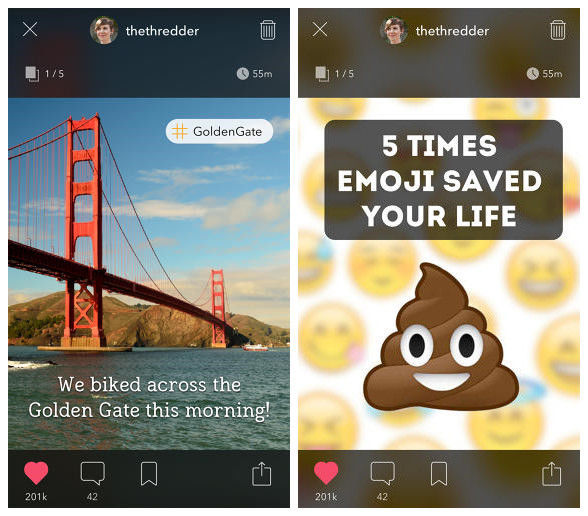 thethredder
1 / 5
55m
GoldenGate
We biked across the
Golden Gate this morning!
201k
42
thethredder
1 / 5
55m
5 TIMES
EMOJI SAVED
YOUR LIFE
201k
42